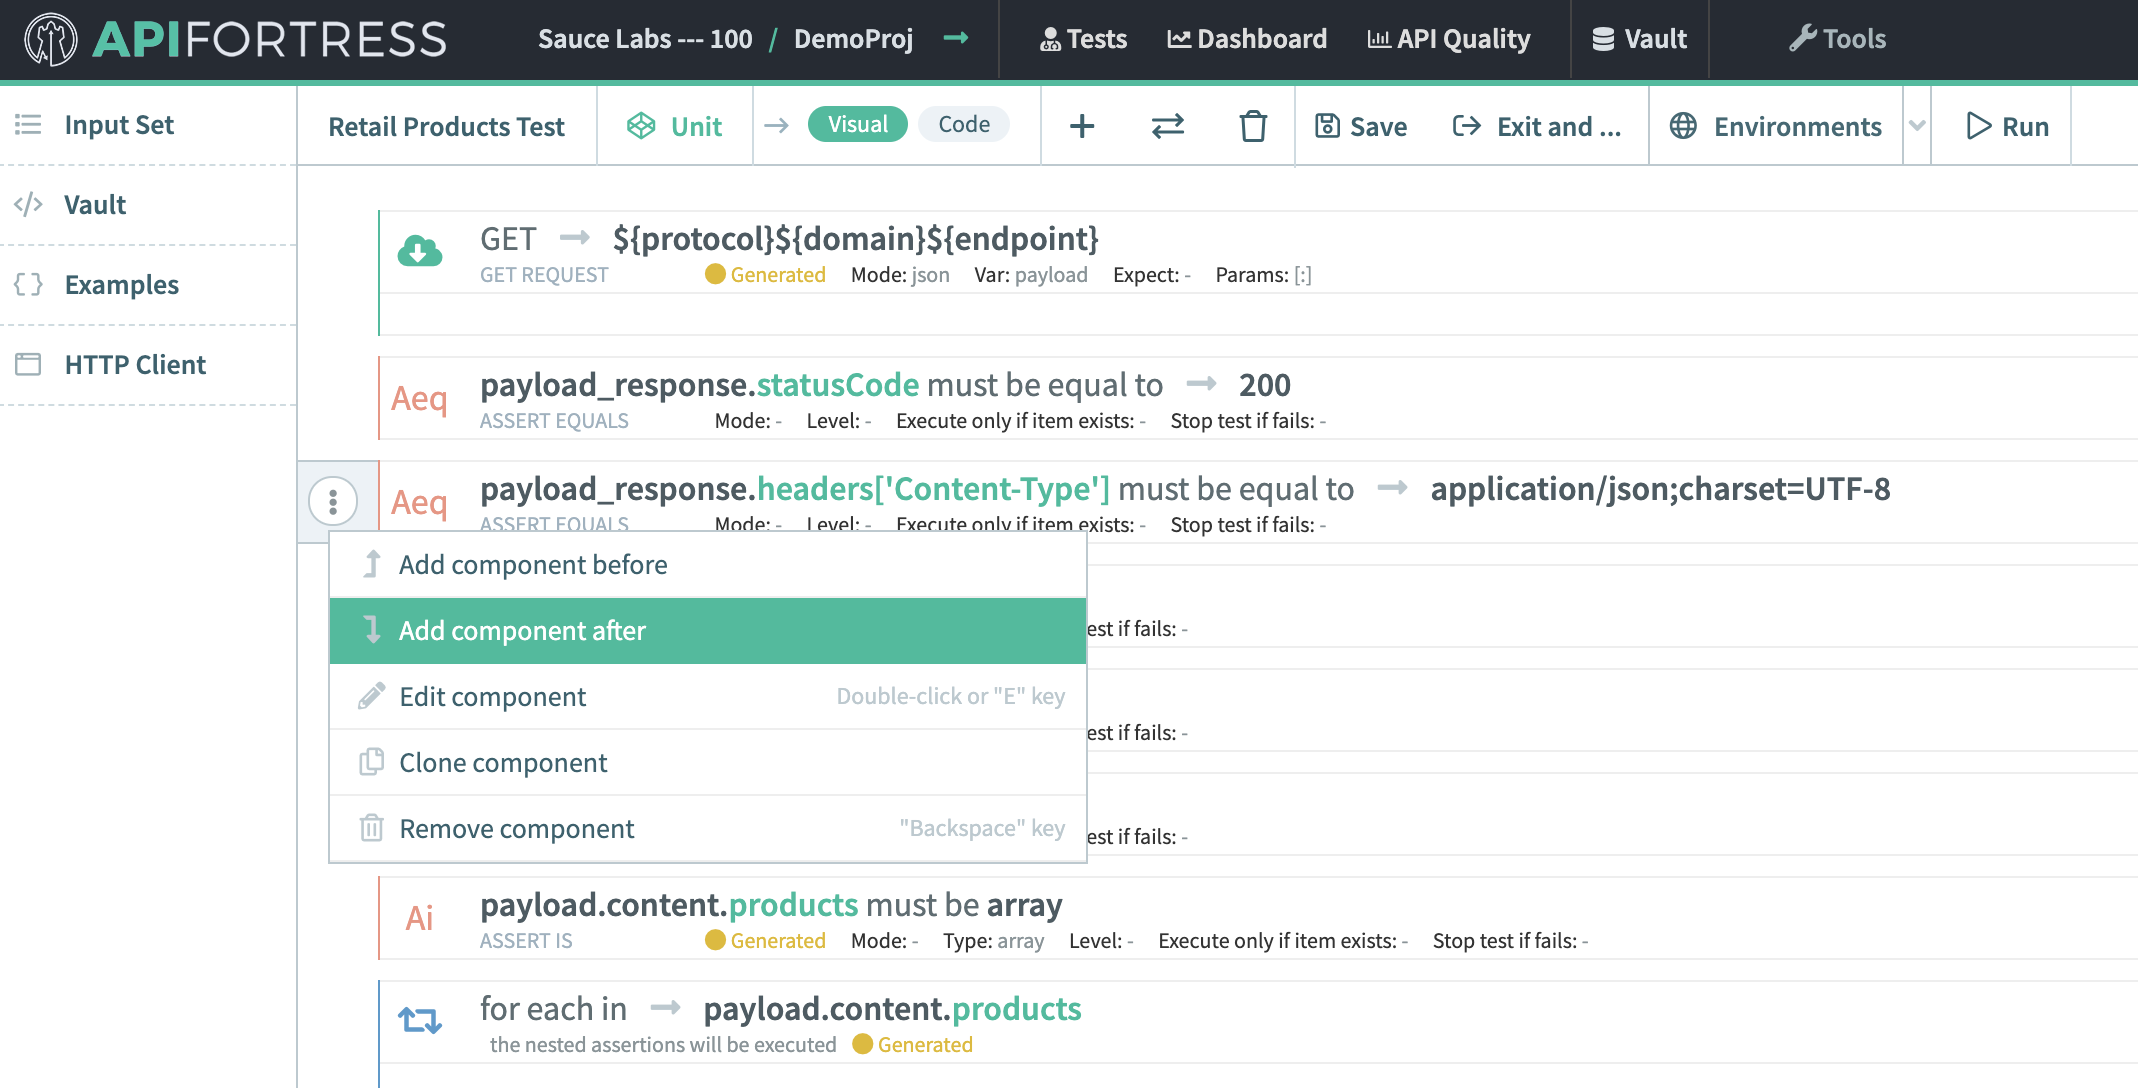 APIFORTRESS Sauce Labs --- 100 / DemoProj Tests Dashboard API Quality Vault Tools
Input Set
Vault
Examples
HTTP Client
Retail Products Test Unit Visual Code Save Exit and ... Environments Run
GET ${protocol}${domain}${endpoint}
GET REQUEST Generated Mode: json Var: payload Expect: - Params: [:]
Aeq payload_response.statusCode must be equal to 200
ASSERT EQUALS Mode: - Level: - Execute only if item exists: - Stop test if fails: -
Aeq payload_response.headers['Content-Type'] must be equal to application/json;charset=UTF-8
ASSERT EQUALS Mode: - Level: - Execute only if item exists: - Stop test if fails: -
Add component before
Add component after
est if fails: -
Edit component Double-click or "E" key
est if fails: -
Clone component
Remove component "Backspace" key
est if fails: -
Ai payload.content.products must be array
ASSERT IS Generated Mode: - Type: array Level: - Execute only if item exists: - Stop test if fails: -
for each in payload.content.products
the nested assertions will be executed Generated